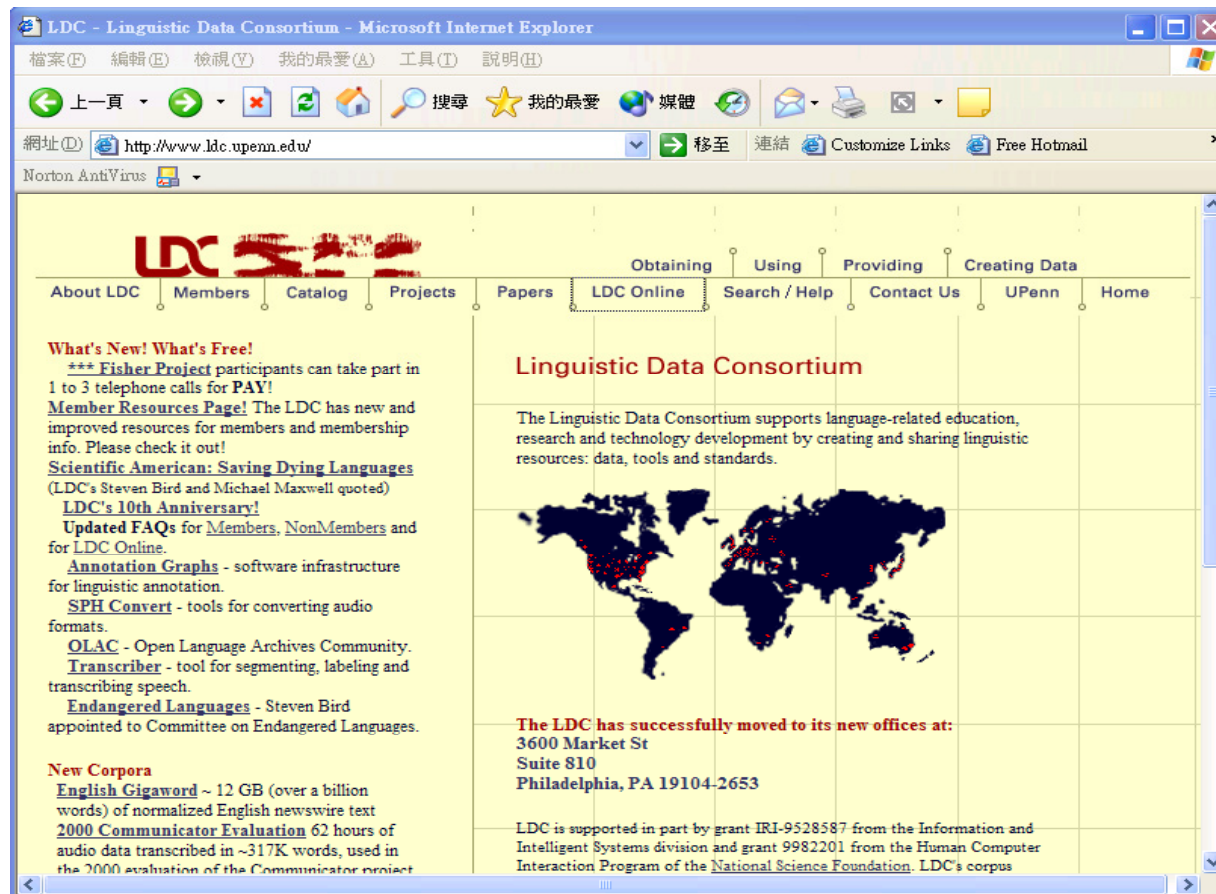 LDC - Linguistic Data Consortium - Microsoft Internet Explorer
檔案(F) 編輯(E) 檢視(V) 我的最愛(A) 工具(T) 說明(H)
上一頁 搜尋 我的最愛 媒體
網址(D) http://www.ldc.upenn.edu/ 移至 連結 Customize Links Free Hotmail
Norton AntiVirus
LDC
Obtaining Using Providing Creating Data
About LDC Members Catalog Projects Papers LDC Online Search / Help Contact Us UPenn Home
What's New! What's Free!
*** Fisher Project participants can take part in
1 to 3 telephone calls for PAY!
Member Resources Page! The LDC has new and
improved resources for members and membership
info. Please check it out!
Scientific American: Saving Dying Languages
(LDC's Steven Bird and Michael Maxwell quoted)
LDC's 10th Anniversary!
Updated FAQs for Members, NonMembers and
for LDC Online.
Annotation Graphs - software infrastructure
for linguistic annotation.
SPH Convert - tools for converting audio
formats.
OLAC - Open Language Archives Community.
Transcriber - tool for segmenting, labeling and
transcribing speech.
Endangered Languages - Steven Bird
appointed to Committee on Endangered Languages.
New Corpora
English Gigaword ~ 12 GB (over a billion
words) of normalized English newswire text
2000 Communicator Evaluation 62 hours of
audio data transcribed in ~317K words, used in
the 2000 evaluation of the Communicator project
Linguistic Data Consortium
The Linguistic Data Consortium supports language-related education,
research and technology development by creating and sharing linguistic
resources: data, tools and standards.
The LDC has successfully moved to its new offices at:
3600 Market St
Suite 810
Philadelphia, PA 19104-2653
LDC is supported in part by grant IRI-9528587 from the Information and
Intelligent Systems division and grant 9982201 from the Human Computer
Interaction Program of the National Science Foundation. LDC's corpus